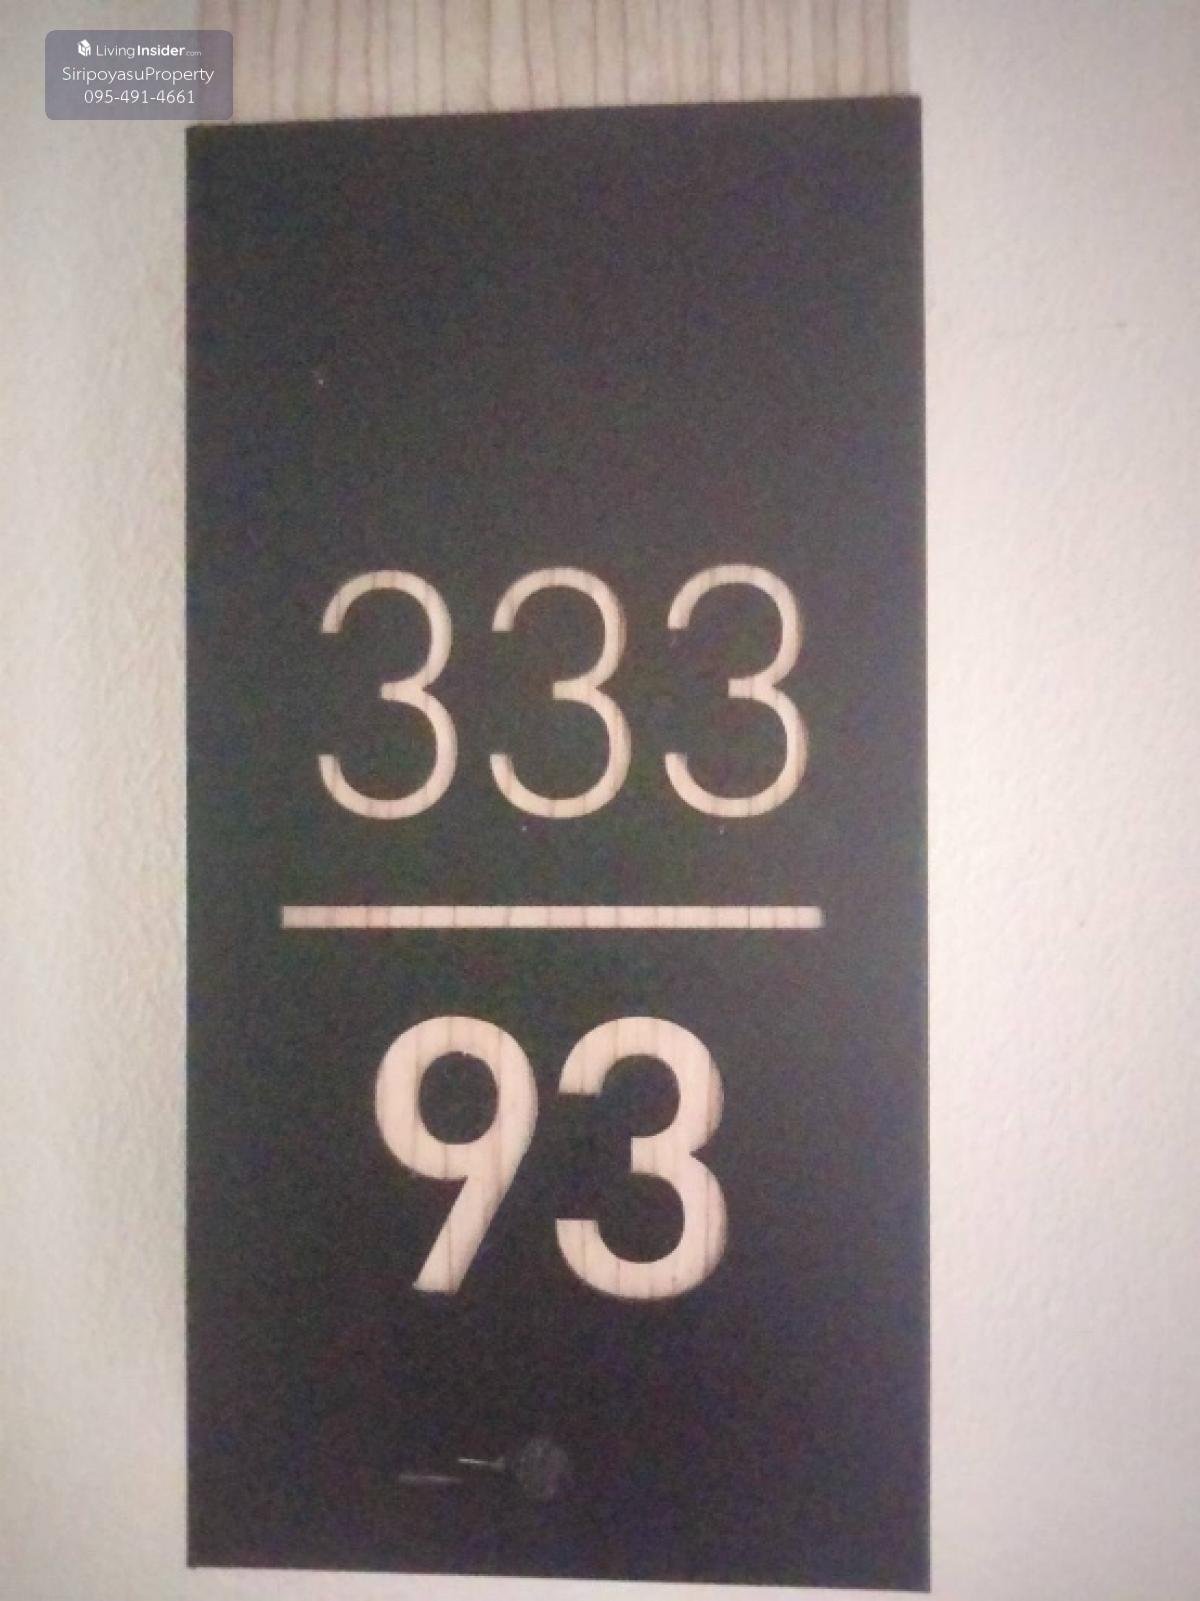 LivingInsider.com
SiripoyasuProperty
095-491-4661
333
93